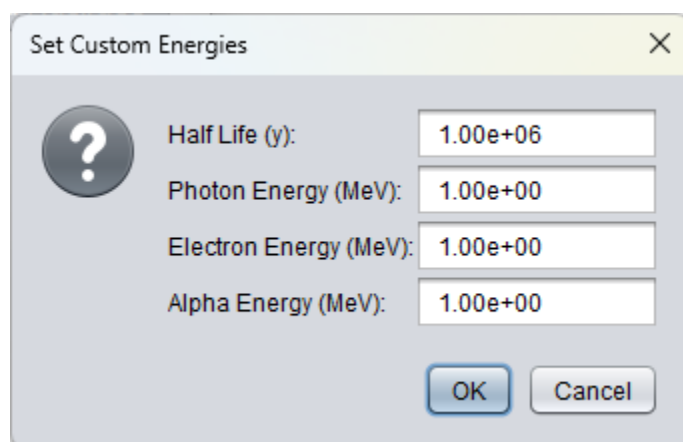 Set Custom Energies
Half Life (y): 1.00e+06
Photon Energy (MeV): 1.00e+00
Electron Energy (MeV): 1.00e+00
Alpha Energy (MeV): 1.00e+00
OK Cancel